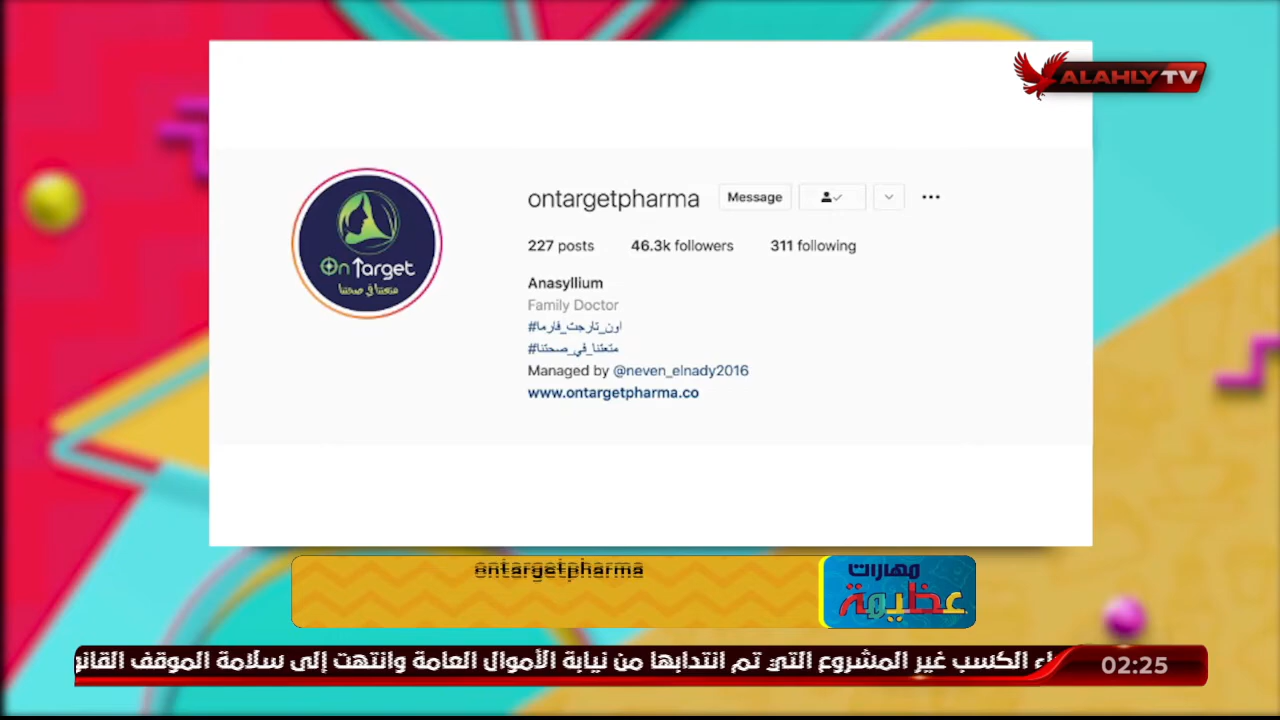 ALAHLY TV
ontargetpharma Message
227 posts 46.3k followers 311 following
On Target
متعتنا في صحتنا
Anasyllium
Family Doctor
#اون_تارجت_فارما
#متعتنا_في_صحتنا
Managed by @neven_elnady2016
www.ontargetpharma.co
ontargetpharma
مهارات
عظيمة
الكسب غير المشروع التي تم انتدابها من نيابة الأموال العامة وانتهت إلى سلامة الموقف
02:25